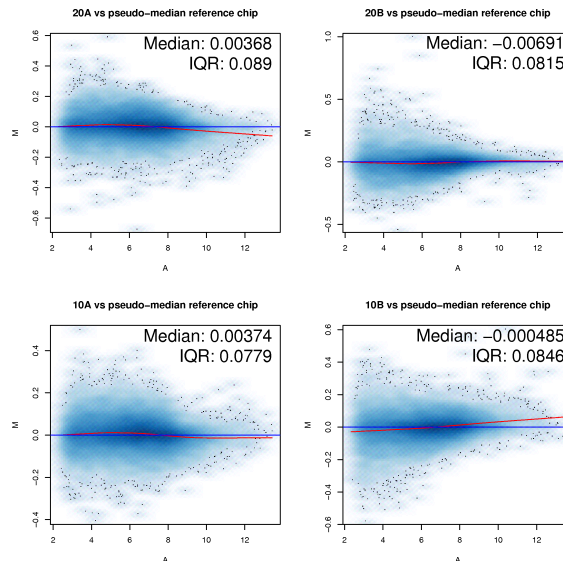 20A vs pseudo−median reference chip
Median: 0.00368
IQR: 0.089
M
0.6
0.4
0.2
0.0
−0.2
−0.4
−0.6
2 4 6 8 10 12
A
20B vs pseudo−median reference chip
Median: −0.00691
IQR: 0.0815
M
1.0
0.5
0.0
−0.5
2 4 6 8 10 12
A
10A vs pseudo−median reference chip
Median: 0.00374
IQR: 0.0779
M
0.4
0.2
0.0
−0.2
−0.4
2 4 6 8 10 12
A
10B vs pseudo−median reference chip
Median: −0.000485
IQR: 0.0846
M
0.6
0.4
0.2
0.0
−0.2
−0.4
−0.6
2 4 6 8 10 12
A